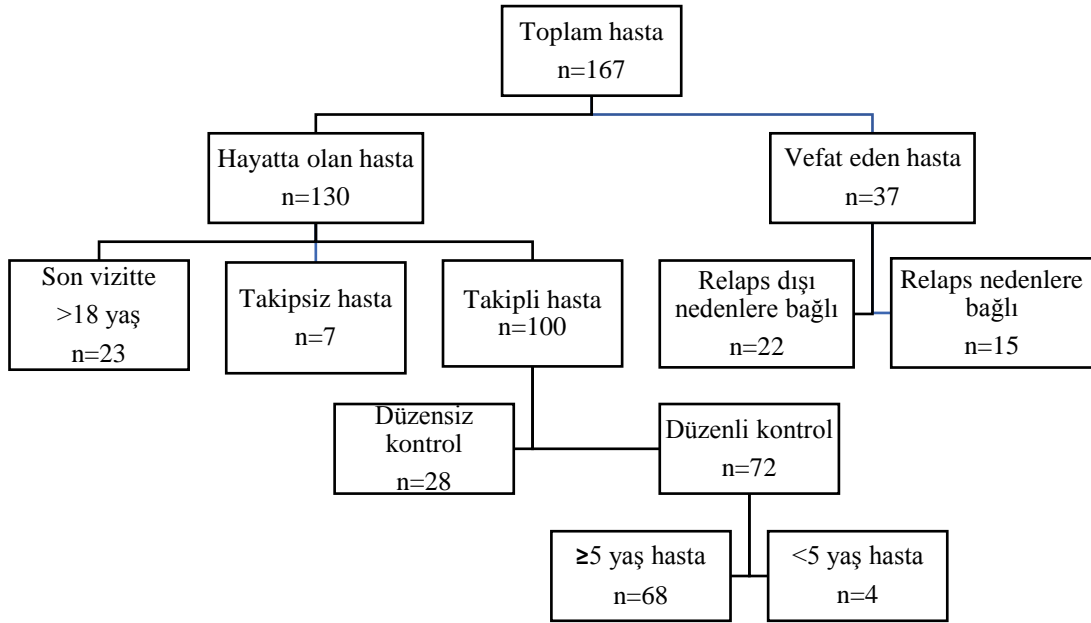 Toplam hasta
n=167
Hayatta olan hasta
n=130
Vefat eden hasta
n=37
Son vizitte
>18 yaş
n=23
Takipsiz hasta
n=7
Takipli hasta
n=100
Relaps dışı
nedenlere bağlı
n=22
Relaps nedenlere
bağlı
n=15
Düzensiz
kontrol
n=28
Düzenli kontrol
n=72
≥5 yaş hasta
n=68
<5 yaş hasta
n=4